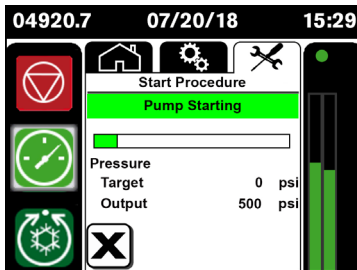 04920.7 07/20/18 15:29
Start Procedure
Pump Starting
Pressure
Target 0 psi
Output 500 psi
X